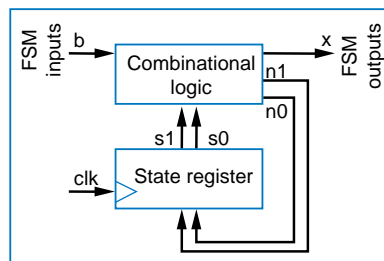 FSM
inputs
b
Combinational
logic
x
FSM
outputs
n1
n0
s1
s0
clk
State register